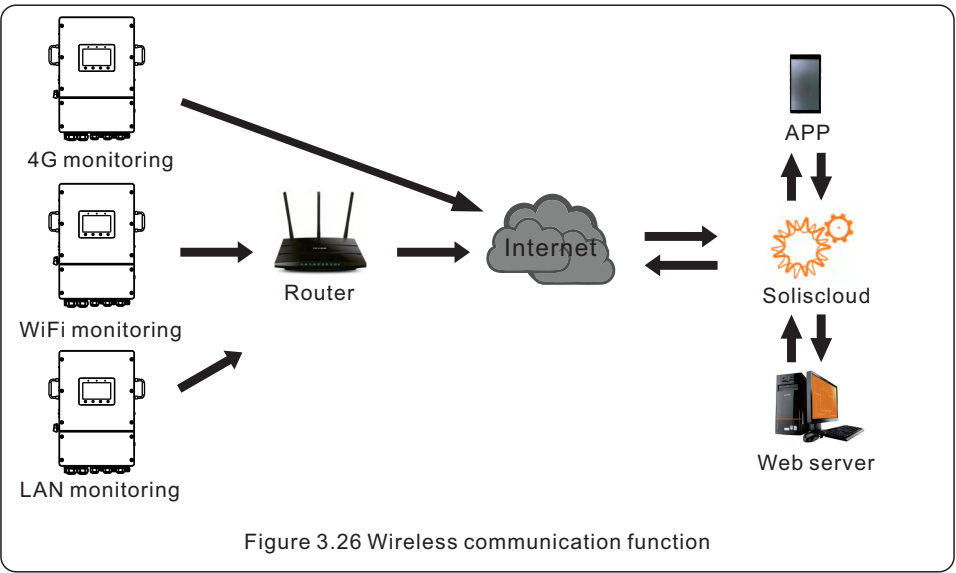 4G monitoring
WiFi monitoring
LAN monitoring
Router
Internet
APP
Soliscloud
Web server
Figure 3.26 Wireless communication function